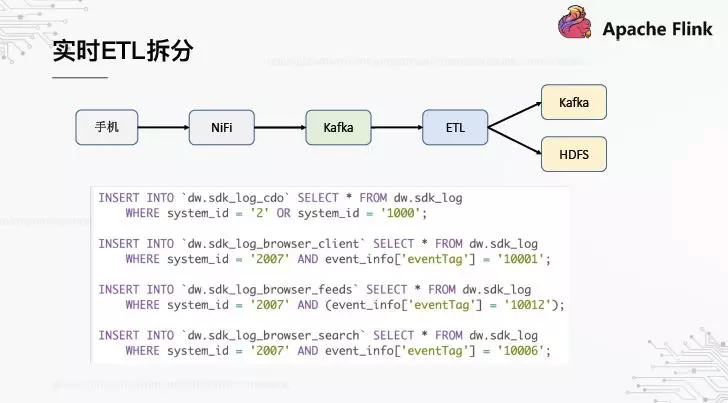 Apache Flink
实时ETL拆分
手机
NiFi
Kafka
ETL
Kafka
HDFS
INSERT INTO `dw.sdk_log_cdo` SELECT * FROM dw.sdk_log
WHERE system_id = '2' OR system_id = '1000';
INSERT INTO `dw.sdk_log_browser_client` SELECT * FROM dw.sdk_log
WHERE system_id = '2007' AND event_info['eventTag'] = '10001';
INSERT INTO `dw.sdk_log_browser_feeds` SELECT * FROM dw.sdk_log
WHERE system_id = '2007' AND (event_info['eventTag'] = '10012');
INSERT INTO `dw.sdk_log_browser_search` SELECT * FROM dw.sdk_log
WHERE system_id = '2007' AND event_info['eventTag'] = '10006';